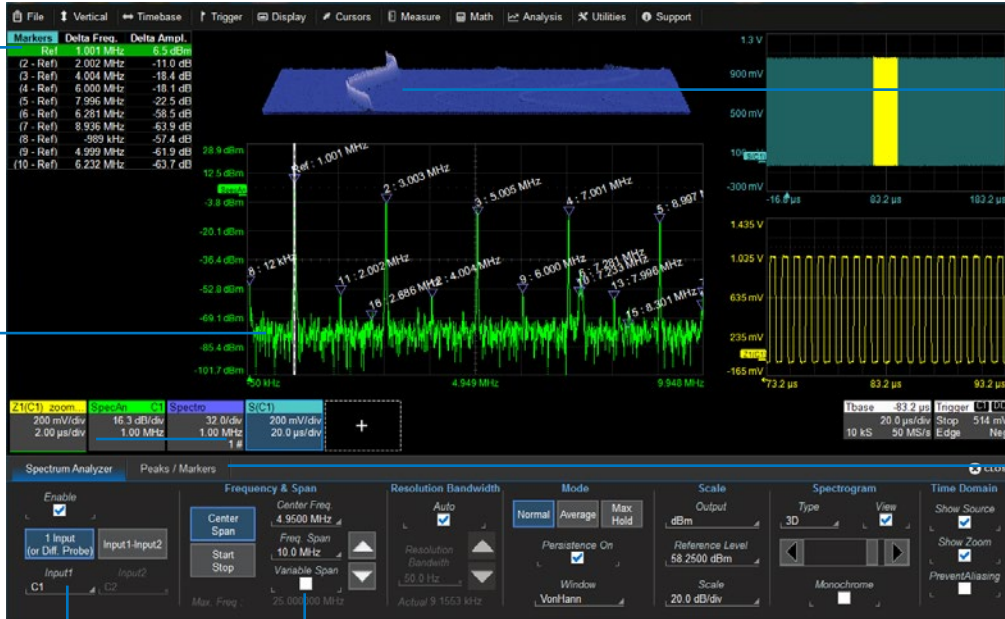 File Vertical Timebase Trigger Display Cursors Measure Math Analysis Utilities Support
Markers Delta Freq. Delta Ampl.
Ref 1.001 MHz 6.5 dBm
(2 - Ref) 2.002 MHz -11.0 dB
(3 - Ref) 4.004 MHz -18.4 dB
(4 - Ref) 6.000 MHz -18.1 dB
(5 - Ref) 7.996 MHz -22.5 dB
(6 - Ref) 6.281 MHz -58.5 dB
(7 - Ref) 8.936 MHz -63.9 dB
(8 - Ref) -989 kHz -57.4 dB
(9 - Ref) 4.999 MHz -61.9 dB
(10 - Ref) 6.232 MHz -63.7 dB
28.9 dBm
12.5 dBm
-3.8 dBm
-20.1 dBm
-36.4 dBm
-52.8 dBm
-69.1 dBm
-85.4 dBm
-101.7 dBm
Ref : 1.001 MHz
2 : 3.003 MHz
3 : 5.005 MHz
4 : 7.001 MHz
5 : 8.997
8 : 12 kHz
11 : 2.002 MHz
16 : 2.686 MHz
12 : 4.004 MHz
9 : 6.000 MHz
6 : 7.281 MHz
10 : 7.233 MHz
13 : 7.996 MHz
15 : 8.301 MHz
-50 kHz 4.949 MHz 9.948 MHz
1.3 V
900 mV
500 mV
100
S(C1)
-300 mV
-16.8 µs 83.2 µs 183.2 µs
1.435 V
1.035 V
635 mV
235 mV
Z1(C1)
-165 mV
73.2 µs 83.2 µs 93.2 µs
Z1(C1) zoom... SpecAn C1 Spectro S(C1)
200 mV/div 16.3 dB/div 32.0/div 200 mV/div
2.00 µs/div 1.00 MHz 1.00 MHz 20.0 µs/div
1 #
+
Tbase -83.2 µs Trigger C1 DC
20.0 µs/div Stop 514 mV
10 kS 50 MS/s Edge Neg
Spectrum Analyzer Peaks / Markers CLOS
Frequency & Span Resolution Bandwidth Mode Scale Spectrogram Time Domain
Enable
1 Input
(or Diff. Probe)
Input1-Input2
Input1 Input2
C1 C2
Center
Span
Start
Stop
Center Freq.
4.9500 MHz
Freq. Span
10.0 MHz
Variable Span
Max. Freq : 25.000000 MHz
Auto
Resolution
Bandwith
50.0 Hz
Actual 9.1553 kHz
Normal Average Max
Hold
Persistence On
Window
VonHann
Output
dBm
Reference Level
58.2500 dBm
Scale
20.0 dB/div
Type View
3D
Monochrome
Show Source
Show Zoom
PreventAliasing